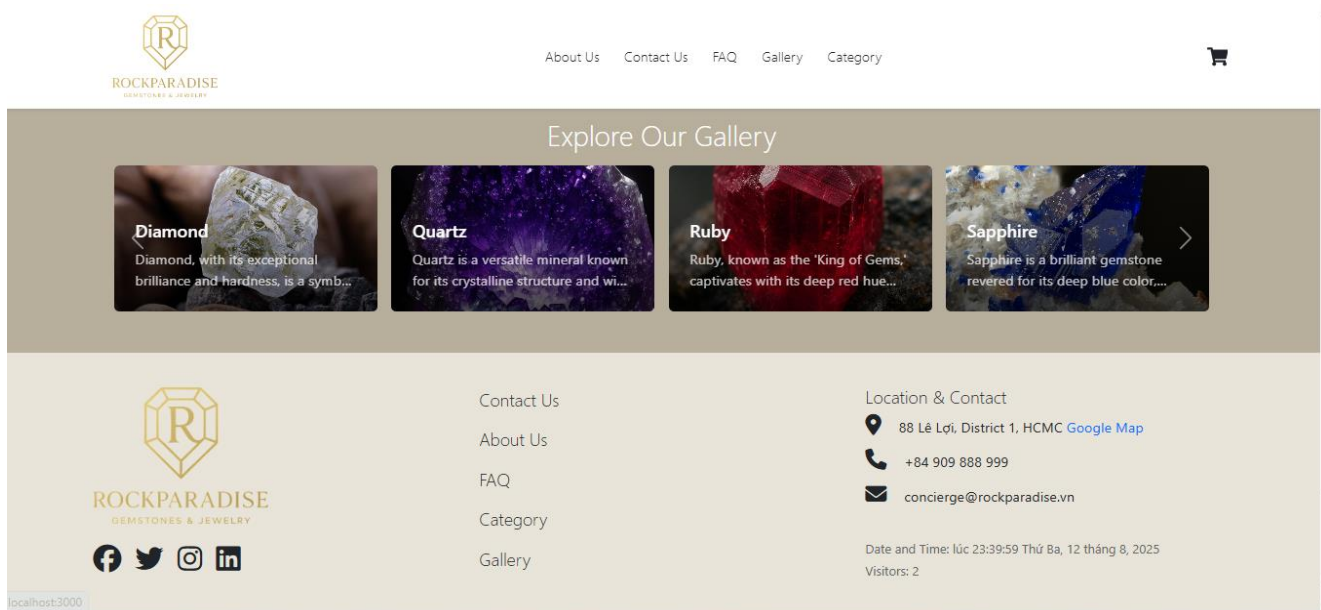 R
ROCKPARADISE
GEMSTONES & JEWELRY
About Us Contact Us FAQ Gallery Category
Explore Our Gallery
Diamond
Diamond, with its exceptional
brilliance and hardness, is a symb...
Quartz
Quartz is a versatile mineral known
for its crystalline structure and wi...
Ruby
Ruby, known as the 'King of Gems,'
captivates with its deep red hue...
Sapphire
Sapphire is a brilliant gemstone
revered for its deep blue color,...
R
ROCKPARADISE
GEMSTONES & JEWELRY
Contact Us
About Us
FAQ
Category
Gallery
Location & Contact
88 Lê Lợi, District 1, HCMC Google Map
+84 909 888 999
concierge@rockparadise.vn
Date and Time: lúc 23:39:59 Thứ Ba, 12 tháng 8, 2025
Visitors: 2
localhost:3000